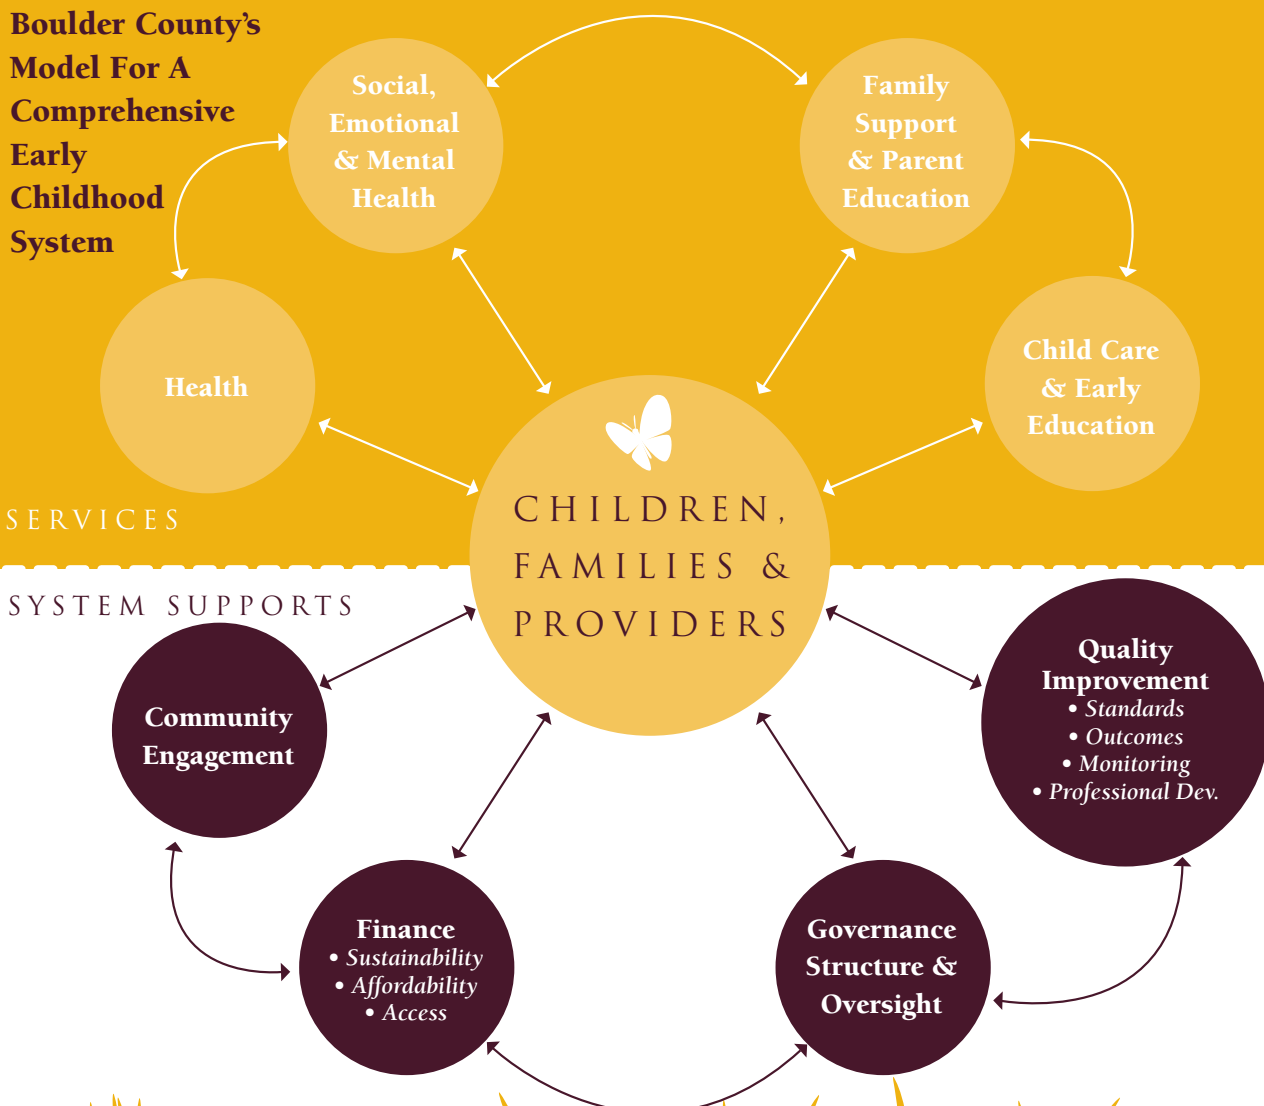 Boulder County’s
Model For A
Comprehensive
Early
Childhood
System
Social,
Emotional
& Mental
Health
Family
Support
& Parent
Education
Health
Child Care
& Early
Education
SERVICES
CHILDREN,
FAMILIES &
PROVIDERS
SYSTEM SUPPORTS
Community
Engagement
Quality
Improvement
• Standards
• Outcomes
• Monitoring
• Professional Dev.
Finance
• Sustainability
• Affordability
• Access
Governance
Structure &
Oversight